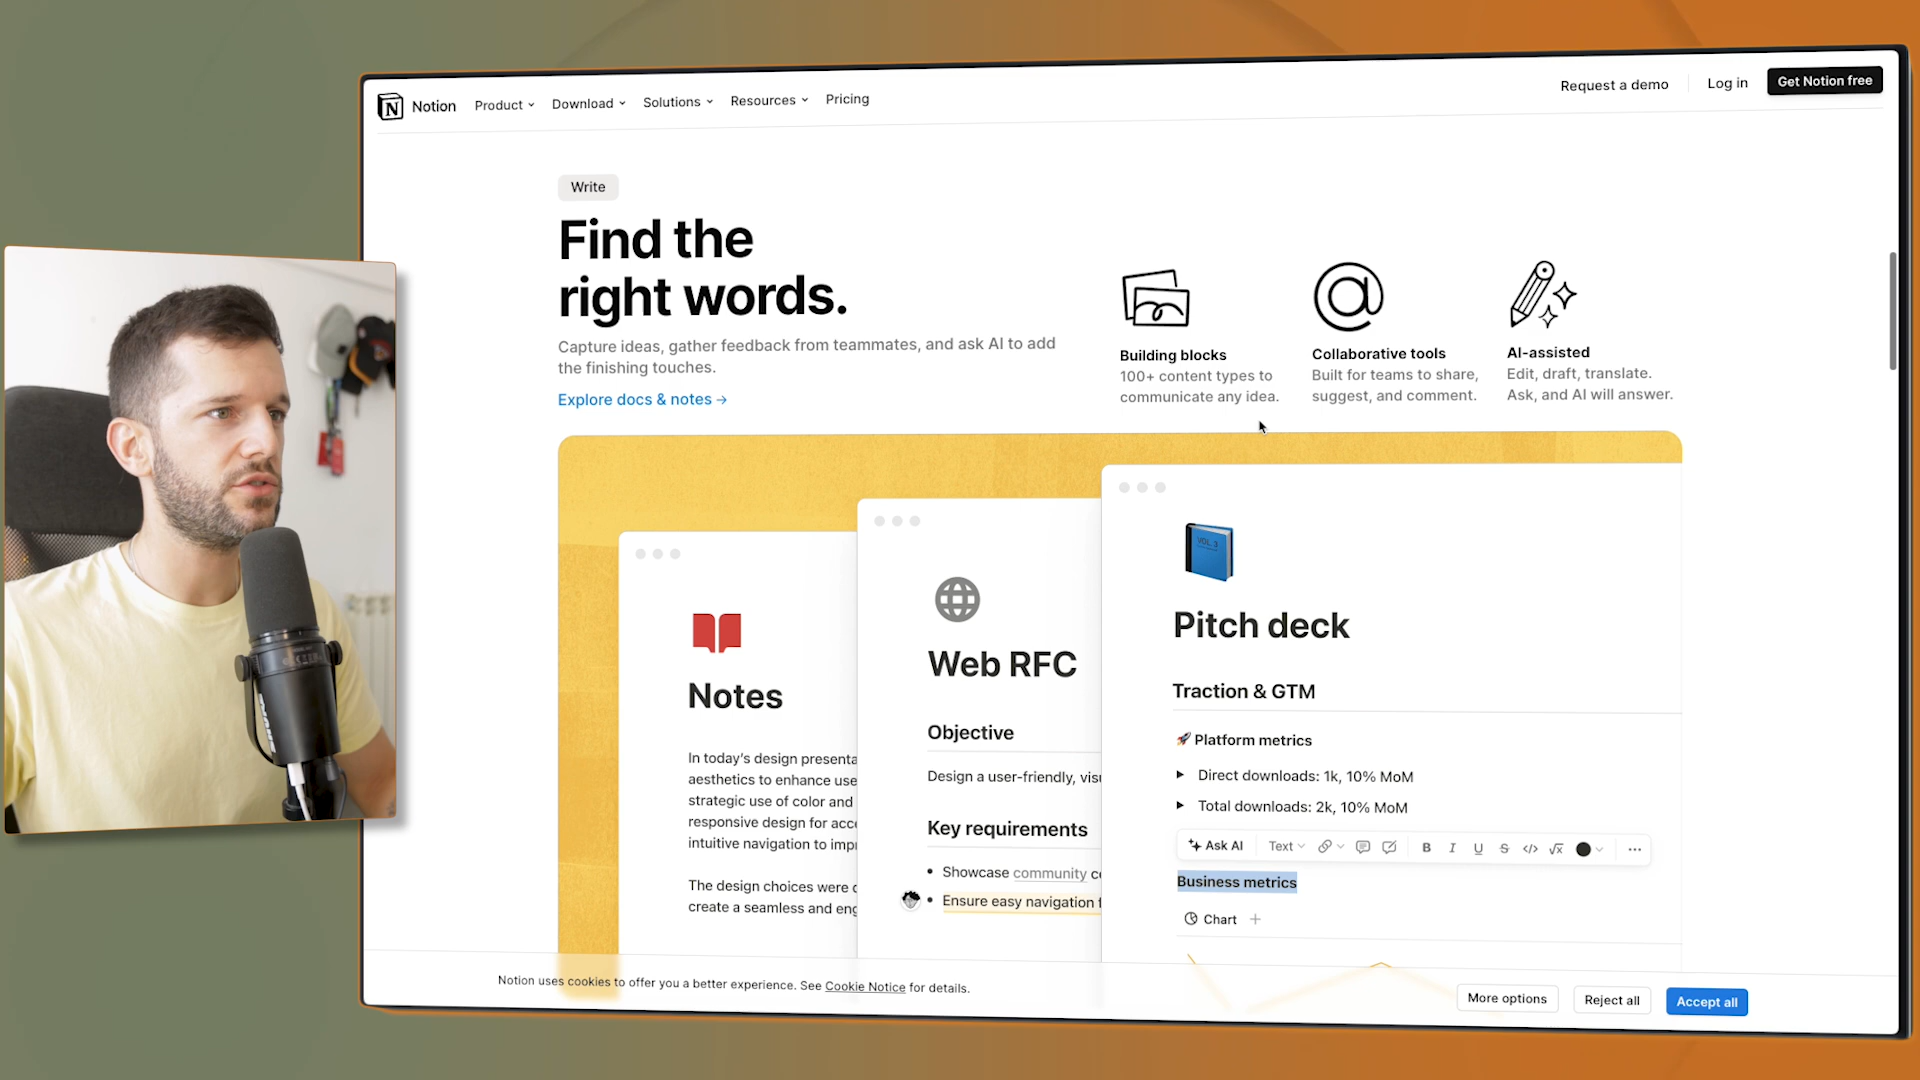 Notion
Product
Download
Solutions
Resources
Pricing
Request a demo
Log in
Get Notion free
Write
Find the
right words.
Capture ideas, gather feedback from teammates, and ask AI to add
the finishing touches.
Explore docs & notes →
Building blocks
100+ content types to
communicate any idea.
Collaborative tools
Built for teams to share,
suggest, and comment.
AI-assisted
Edit, draft, translate.
Ask, and AI will answer.
Notes
In today's design presenta
aesthetics to enhance use
strategic use of color and
responsive design for acce
intuitive navigation to imp
The design choices were c
create a seamless and eng
Web RFC
Objective
Design a user-friendly, visu
Key requirements
• Showcase community co
• Ensure easy navigation f
VOL.3
Pitch deck
Traction & GTM
🚀 Platform metrics
Direct downloads: 1k, 10% MoM
Total downloads: 2k, 10% MoM
Ask AI
Text
B I U S </> √x
Business metrics
Chart +
Notion uses cookies to offer you a better experience. See Cookie Notice for details.
More options
Reject all
Accept all
SHURE